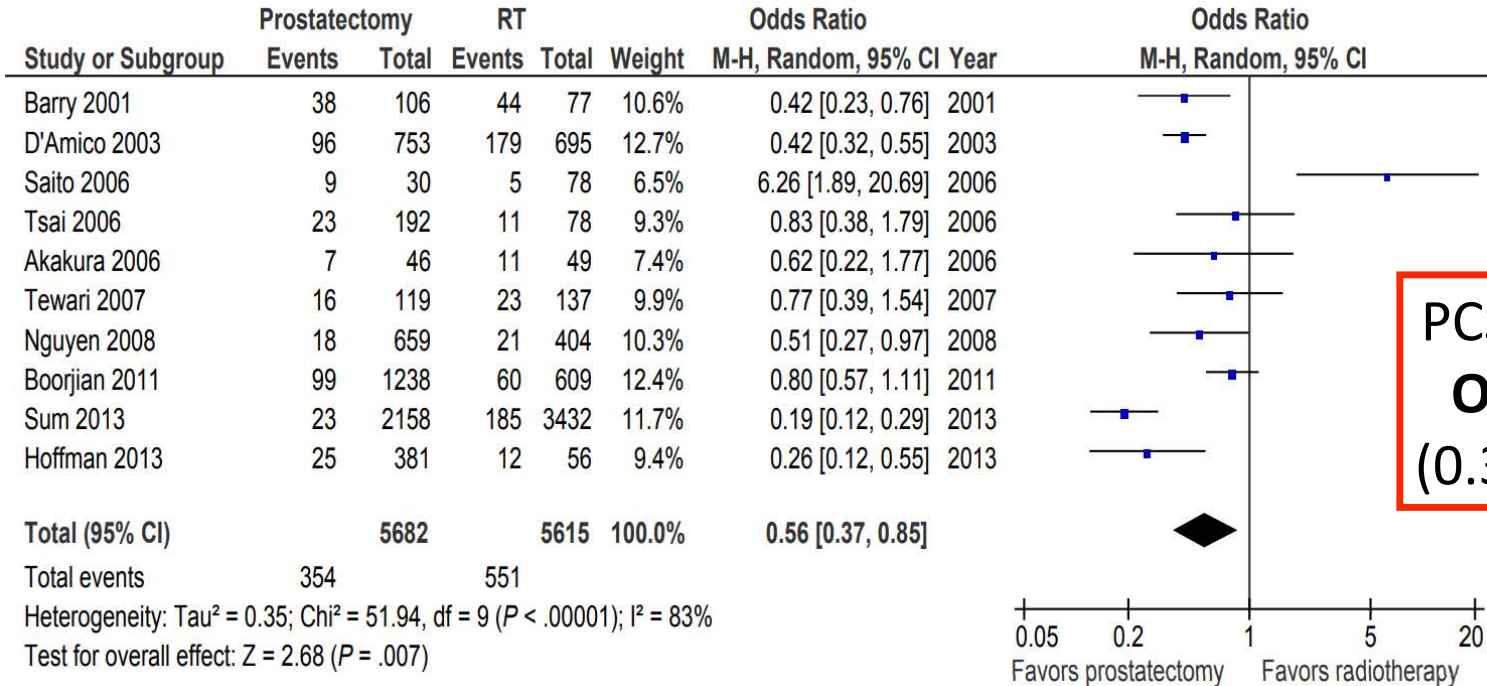 Prostatectomy RT Odds Ratio Odds Ratio
Study or Subgroup Events Total Events Total Weight M-H, Random, 95% CI Year M-H, Random, 95% CI
Barry 2001 38 106 44 77 10.6% 0.42 [0.23, 0.76] 2001
D'Amico 2003 96 753 179 695 12.7% 0.42 [0.32, 0.55] 2003
Saito 2006 9 30 5 78 6.5% 6.26 [1.89, 20.69] 2006
Tsai 2006 23 192 11 78 9.3% 0.83 [0.38, 1.79] 2006
Akakura 2006 7 46 11 49 7.4% 0.62 [0.22, 1.77] 2006
Tewari 2007 16 119 23 137 9.9% 0.77 [0.39, 1.54] 2007
Nguyen 2008 18 659 21 404 10.3% 0.51 [0.27, 0.97] 2008
Boorjian 2011 99 1238 60 609 12.4% 0.80 [0.57, 1.11] 2011
Sum 2013 23 2158 185 3432 11.7% 0.19 [0.12, 0.29] 2013
Hoffman 2013 25 381 12 56 9.4% 0.26 [0.12, 0.55] 2013
Total (95% CI) 5682 5615 100.0% 0.56 [0.37, 0.85]
Total events 354 551
Heterogeneity: Tau² = 0.35; Chi² = 51.94, df = 9 (P < .00001); I² = 83%
Test for overall effect: Z = 2.68 (P = .007)
0.05 0.2 1 5 20
Favors prostatectomy Favors radiotherapy
PC
O
(0.3